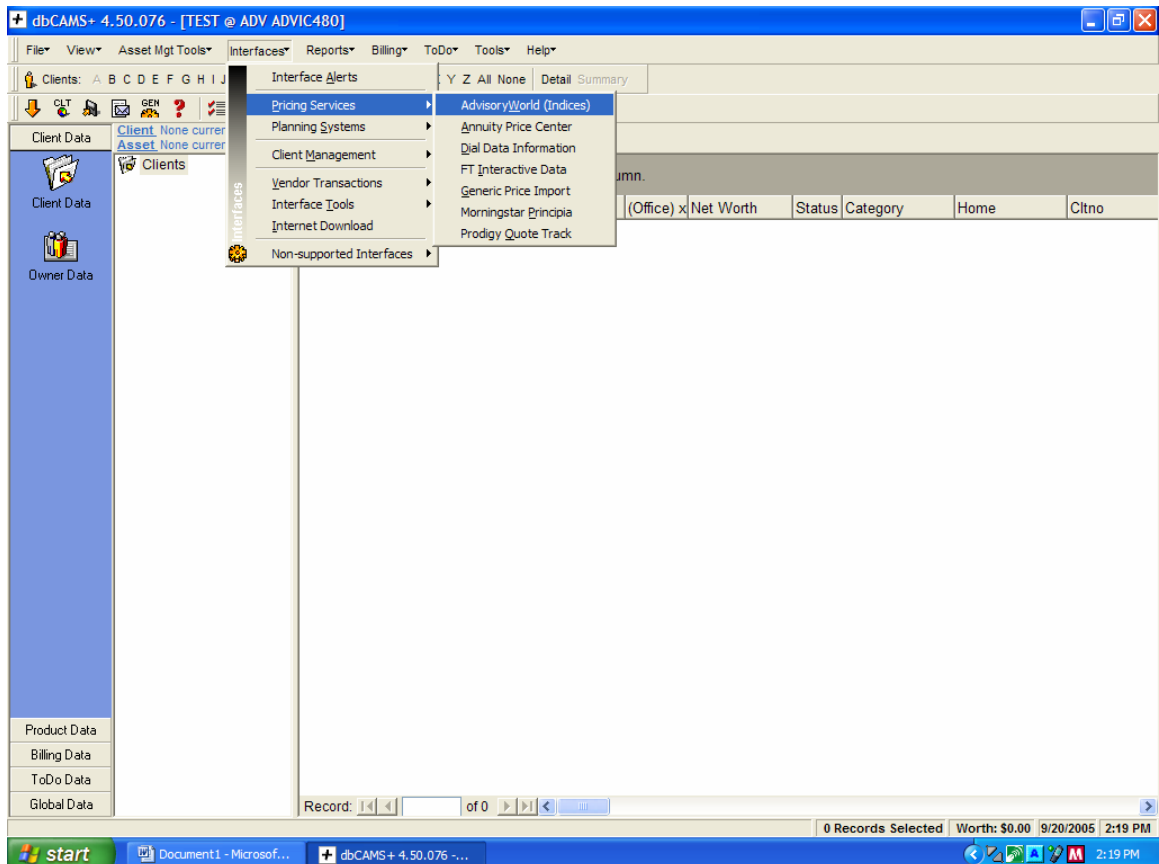 dbCAMS+ 4.50.076 - [TEST @ ADV ADVIC480]
File View Asset Mgt Tools Interfaces Reports Billing ToDo Tools Help
Clients: A B C D E F G H I J Y Z All None Detail Summary
CLT GEN ?
Client Data
Client None curren
Asset None curren
Clients
Client Data
Owner Data
Interfaces
Interface Alerts
Pricing Services
Planning Systems
Client Management
Vendor Transactions
Interface Tools
Internet Download
Non-supported Interfaces
AdvisoryWorld (Indices)
Annuity Price Center
Dial Data Information
FT Interactive Data
Generic Price Import
Morningstar Principia
Prodigy Quote Track
umn.
(Office) x Net Worth Status Category Home Cltno
Product Data
Billing Data
ToDo Data
Global Data
Record: of 0
0 Records Selected Worth: $0.00 9/20/2005 2:19 PM
start Document1 - Microsof... dbCAMS+ 4.50.076 -... A M 2:19 PM